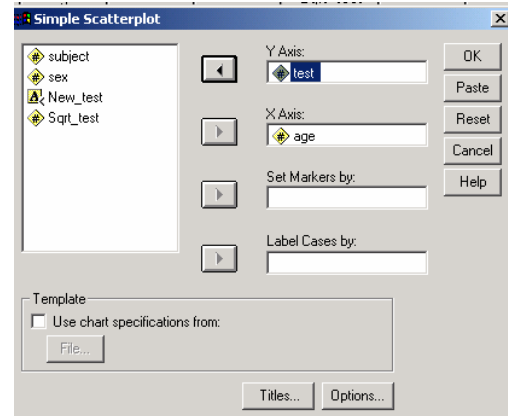 Simple Scatterplot
subject
sex
New_test
Sqrt_test
Y Axis:
test
X Axis:
age
Set Markers by:
Label Cases by:
OK
Paste
Reset
Cancel
Help
Template
Use chart specifications from:
File...
Titles...
Options...